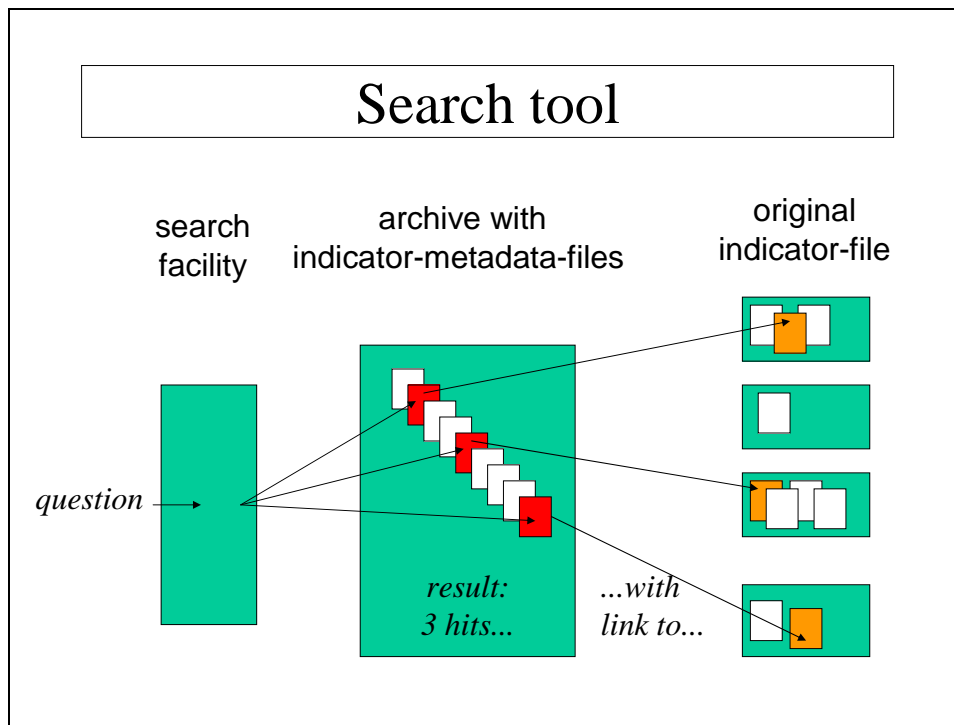 Search tool
search
facility
archive with
indicator-metadata-files
original
indicator-file
question
result:
3 hits...
...with
link to...